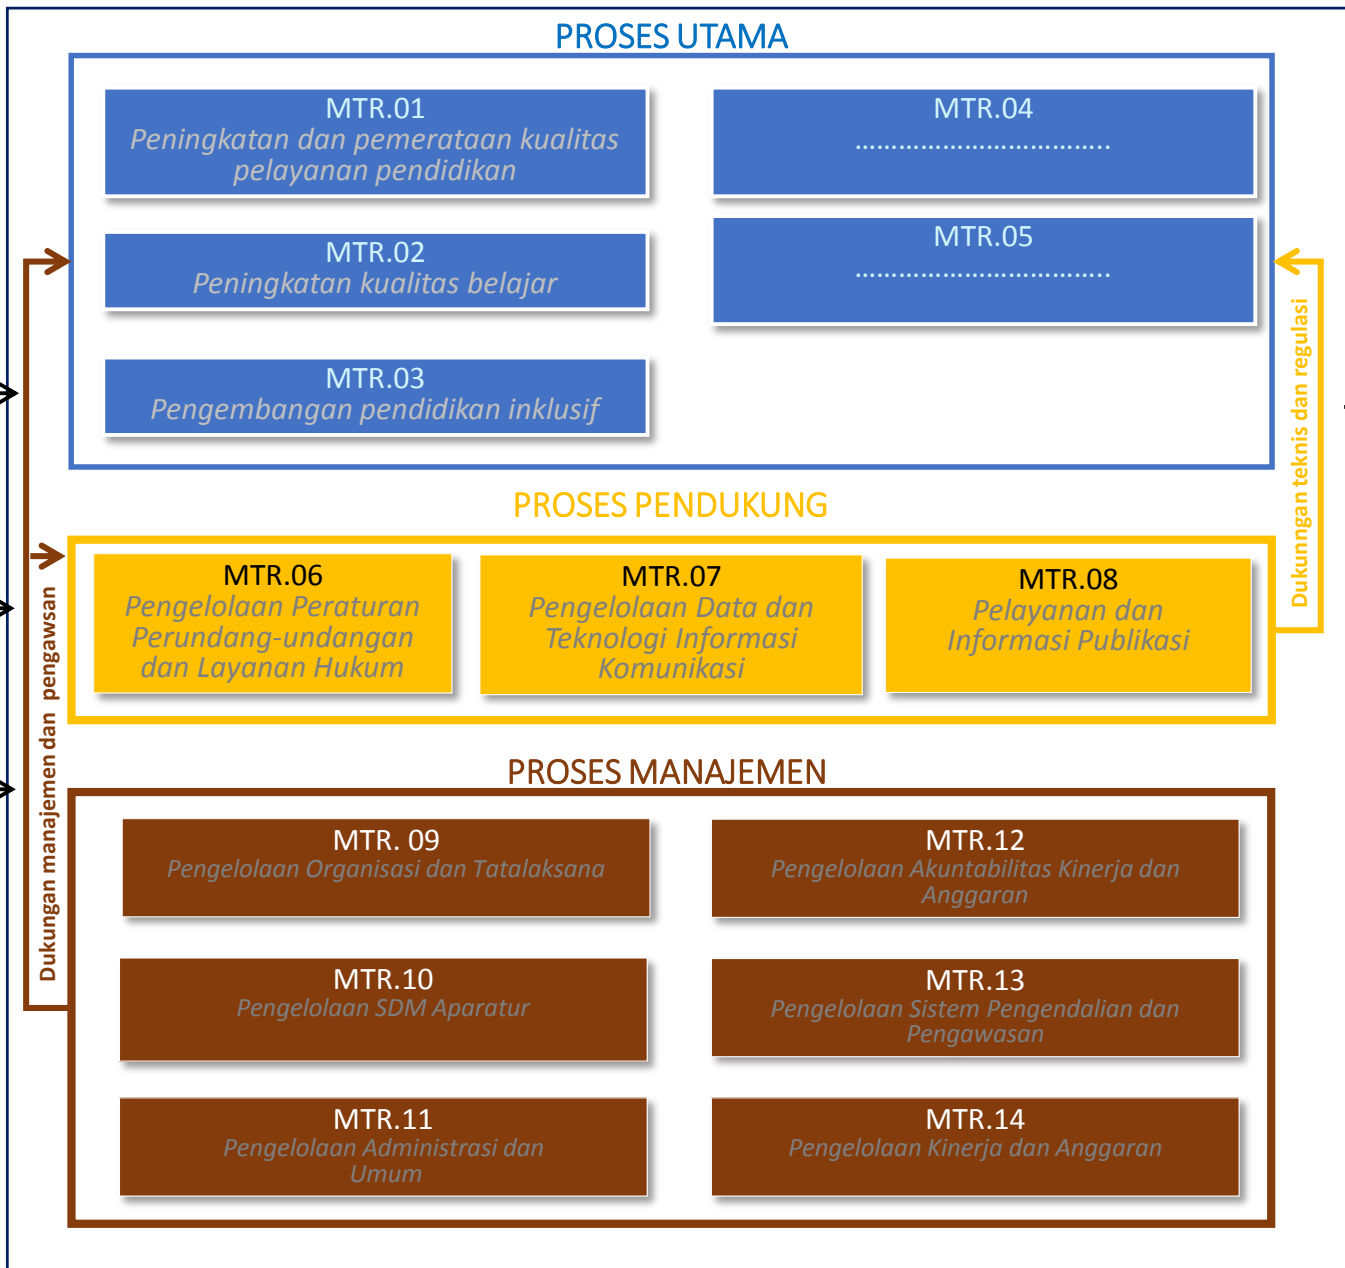 PROSES UTAMA
MTR.01
Peningkatan dan pemerataan kualitas
pelayanan pendidikan
MTR.02
Peningkatan kualitas belajar
MTR.03
Pengembangan pendidikan inklusif
MTR.04
……………………………..
MTR.05
……………………………..
PROSES PENDUKUNG
MTR.06
Pengelolaan Peraturan
Perundang-undangan
dan Layanan Hukum
MTR.07
Pengelolaan Data dan
Teknologi Informasi
Komunikasi
MTR.08
Pelayanan dan
Informasi Publikasi
PROSES MANAJEMEN
MTR. 09
Pengelolaan Organisasi dan Tatalaksana
MTR.10
Pengelolaan SDM Aparatur
MTR.11
Pengelolaan Administrasi dan
Umum
MTR.12
Pengelolaan Akuntabilitas Kinerja dan
Anggaran
MTR.13
Pengelolaan Sistem Pengendalian dan
Pengawasan
MTR.14
Pengelolaan Kinerja dan Anggaran
Dukungan manajemen dan pengawsan
Dukunngan teknis dan regulasi